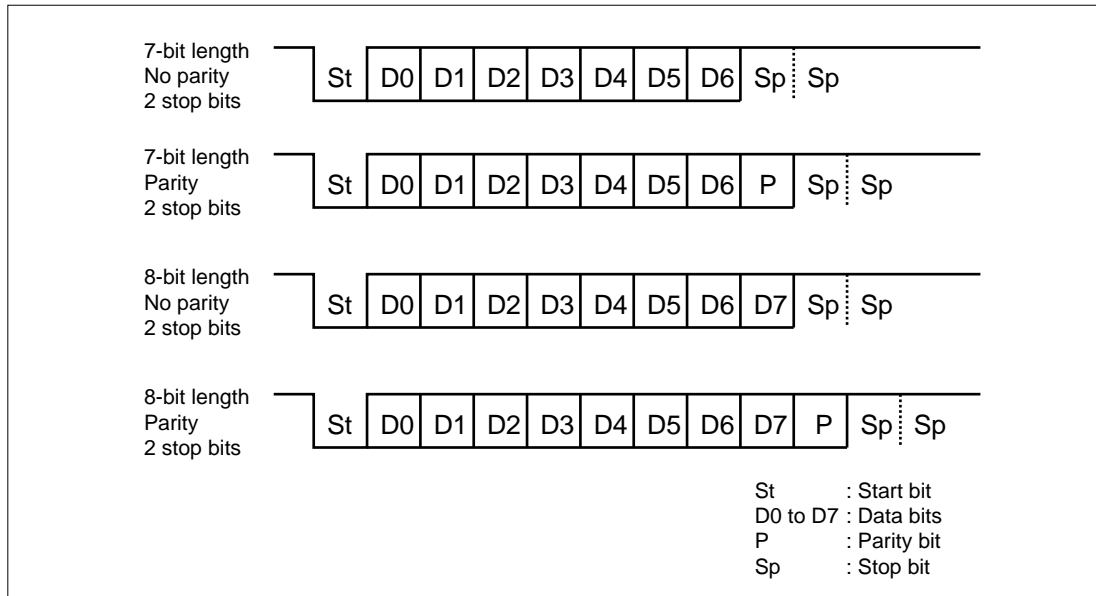 7-bit length
No parity
2 stop bits
St D0 D1 D2 D3 D4 D5 D6 Sp Sp
7-bit length
Parity
2 stop bits
St D0 D1 D2 D3 D4 D5 D6 P Sp Sp
8-bit length
No parity
2 stop bits
St D0 D1 D2 D3 D4 D5 D6 D7 Sp Sp
8-bit length
Parity
2 stop bits
St D0 D1 D2 D3 D4 D5 D6 D7 P Sp Sp
St : Start bit
D0 to D7 : Data bits
P : Parity bit
Sp : Stop bit